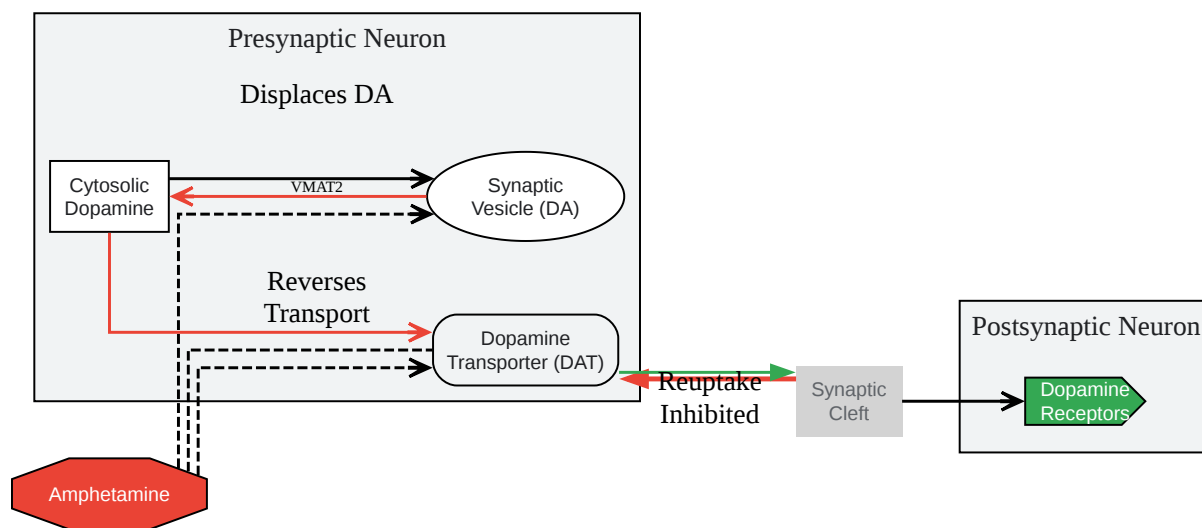 Presynaptic Neuron
Displaces DA
Cytosolic
Dopamine
VMAT2
Synaptic
Vesicle (DA)
Reverses
Transport
Dopamine
Transporter (DAT)
Reuptake
Inhibited
Synaptic
Cleft
Postsynaptic Neuron
Dopamine
Receptors
Amphetamine